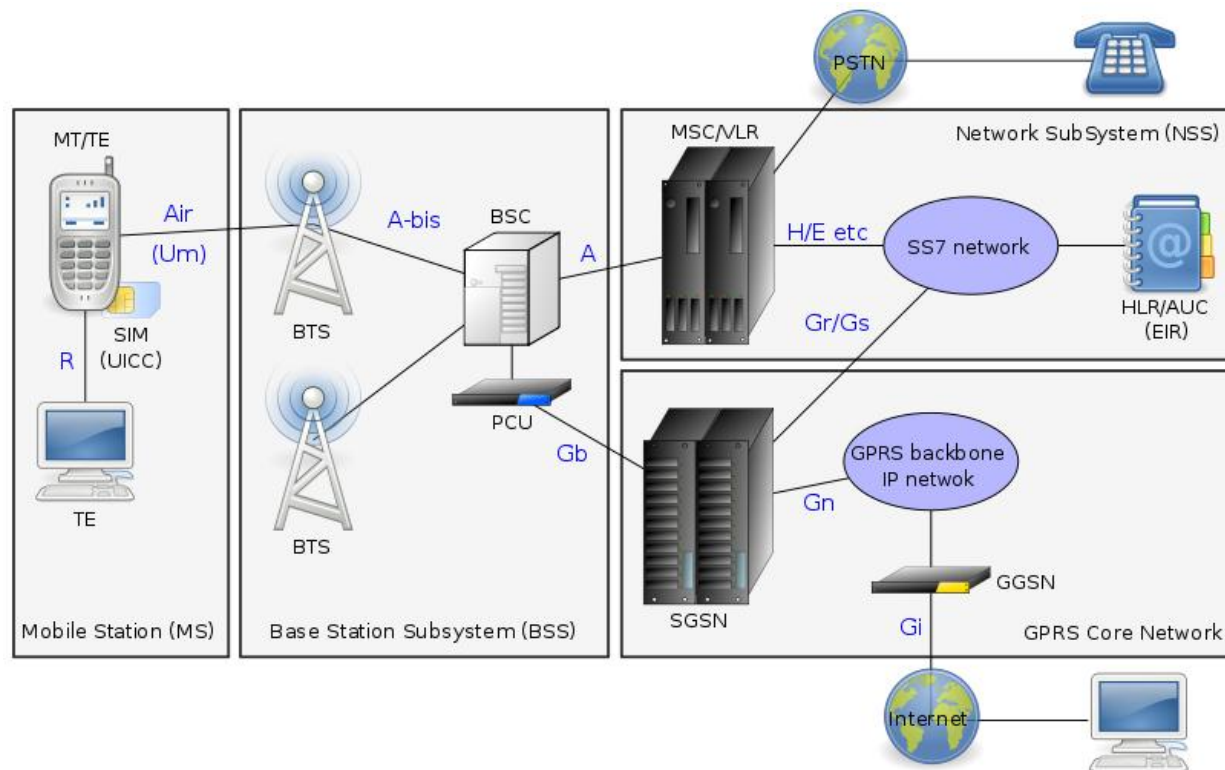 PSTN
MT/TE
MSC/VLR
Network SubSystem (NSS)
Air
(Um)
A-bis
BSC
A
H/E etc
SS7 network
SIM
(UICC)
BTS
Gr/Gs
HLR/AUC
(EIR)
R
PCU
Gb
GPRS backbone
IP netwok
Gn
TE
BTS
GGSN
SGSN
Mobile Station (MS)
Base Station Subsystem (BSS)
Gi
GPRS Core Network
Internet